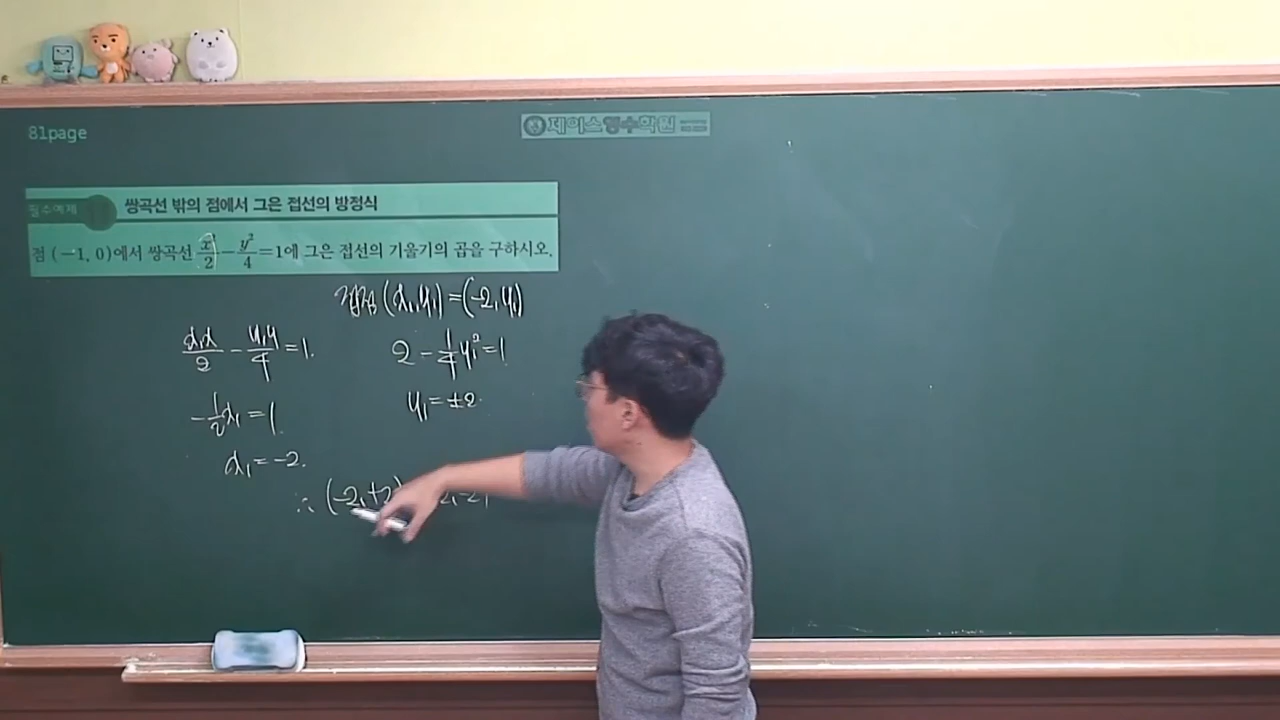 81page
제이스영수학원
필수예제 쌍곡선 밖의 점에서 그은 접선의 방정식
점 (-1, 0)에서 쌍곡선 x²/2 - y²/4 = 1에 그은 접선의 기울기의 곱을 구하시오.
접점 (x₁, y₁) = (-2, y₁)
x₁x/2 - y₁y/4 = 1.
2 - 1/4 y₁² = 1
-1/2 x₁ = 1.
y₁ = ±2.
x₁ = -2.
∴ (-2, +2)